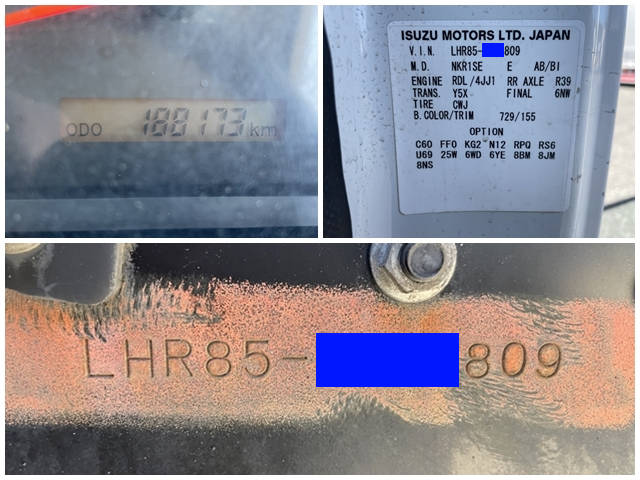 ODO 188173 km
ISUZU MOTORS LTD. JAPAN
V.I.N. LHR85- 809
M.D. NKR1SE E AB/BI
ENGINE RDL/4JJ1 RR AXLE R39
TRANS. Y5X FINAL 6NW
TIRE CWJ
B.COLOR/TRIM 729/155
OPTION
C60 FF0 KG2 N12 RPQ RS6
U69 25W 6WD 6YE 8BM 8JM
8NS
LHR85- 809